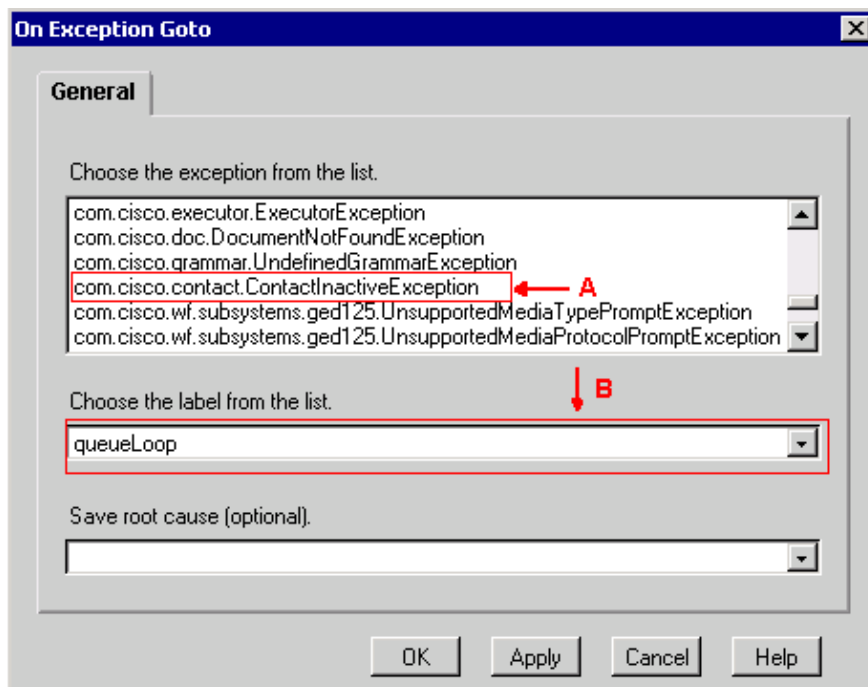 On Exception Goto
General
Choose the exception from the list.
com.cisco.executor.ExecutorException
com.cisco.doc.DocumentNotFoundException
com.cisco.grammar.UndefinedGrammarException
com.cisco.contact.ContactInactiveException
A
com.cisco.wf.subsystems.ged125.UnsupportedMediaTypePromptException
com.cisco.wf.subsystems.ged125.UnsupportedMediaProtocolPromptException
B
Choose the label from the list.
queueLoop
Save root cause (optional).
OK Apply Cancel Help